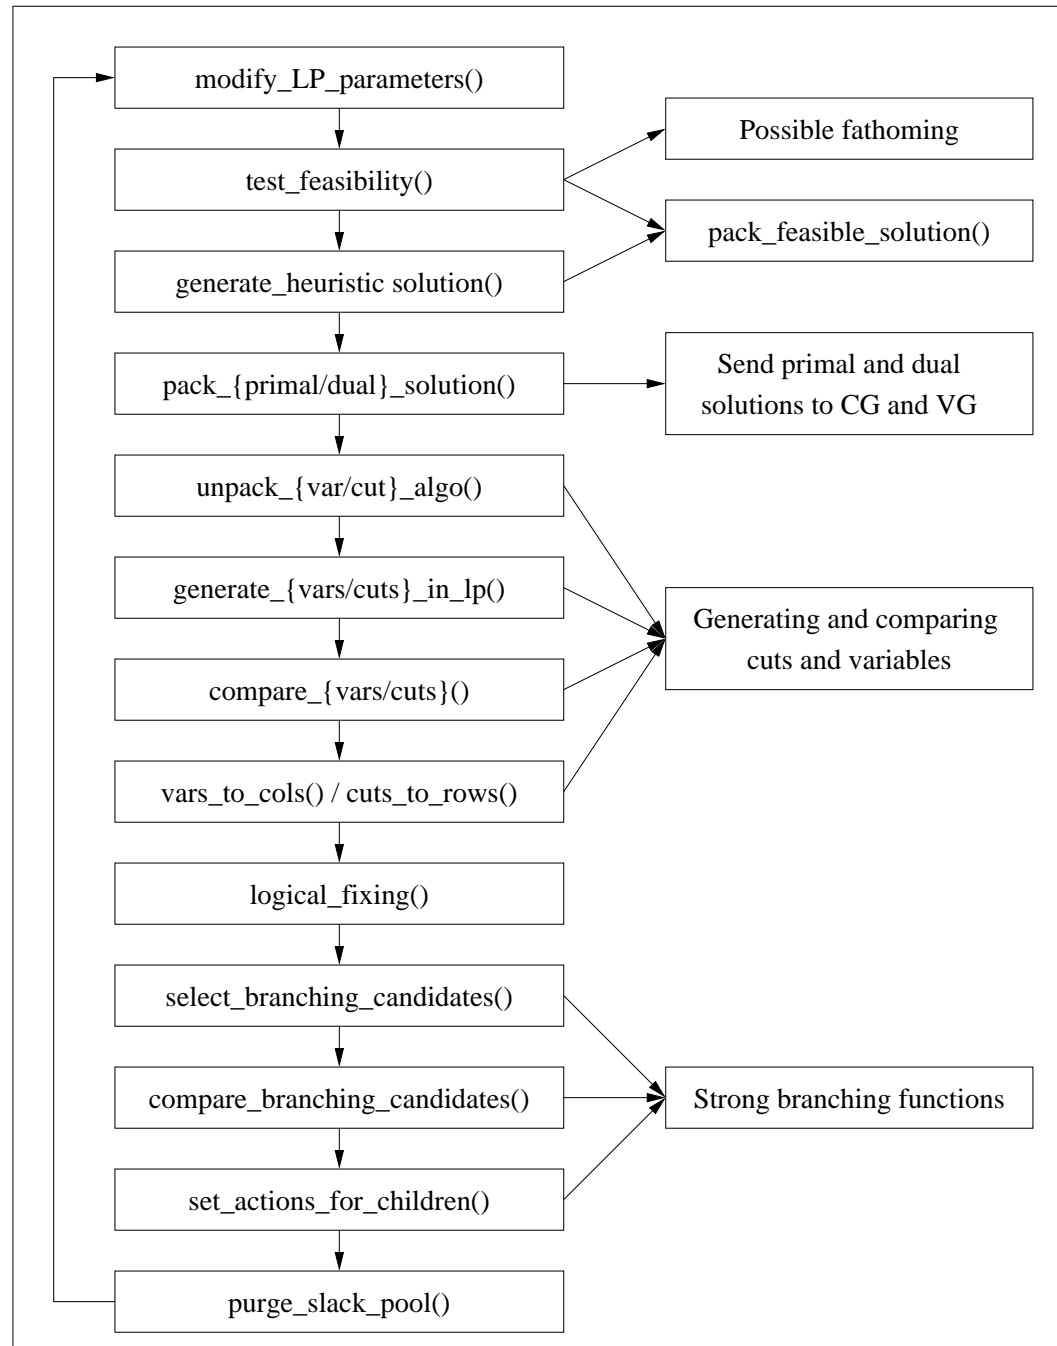 modify_LP_parameters()
Possible fathoming
test_feasibility()
pack_feasible_solution()
generate_heuristic solution()
pack_{primal/dual}_solution()
Send primal and dual
solutions to CG and VG
unpack_{var/cut}_algo()
generate_{vars/cuts}_in_lp()
Generating and comparing
cuts and variables
compare_{vars/cuts}()
vars_to_cols() / cuts_to_rows()
logical_fixing()
select_branching_candidates()
compare_branching_candidates()
Strong branching functions
set_actions_for_children()
purge_slack_pool()